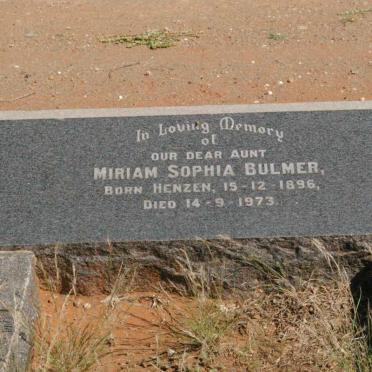 In Loving Memory
of
OUR DEAR AUNT
MIRIAM SOPHIA BULMER,
BORN HENZEN, 15-12-1896,
DIED 14-9-1973.